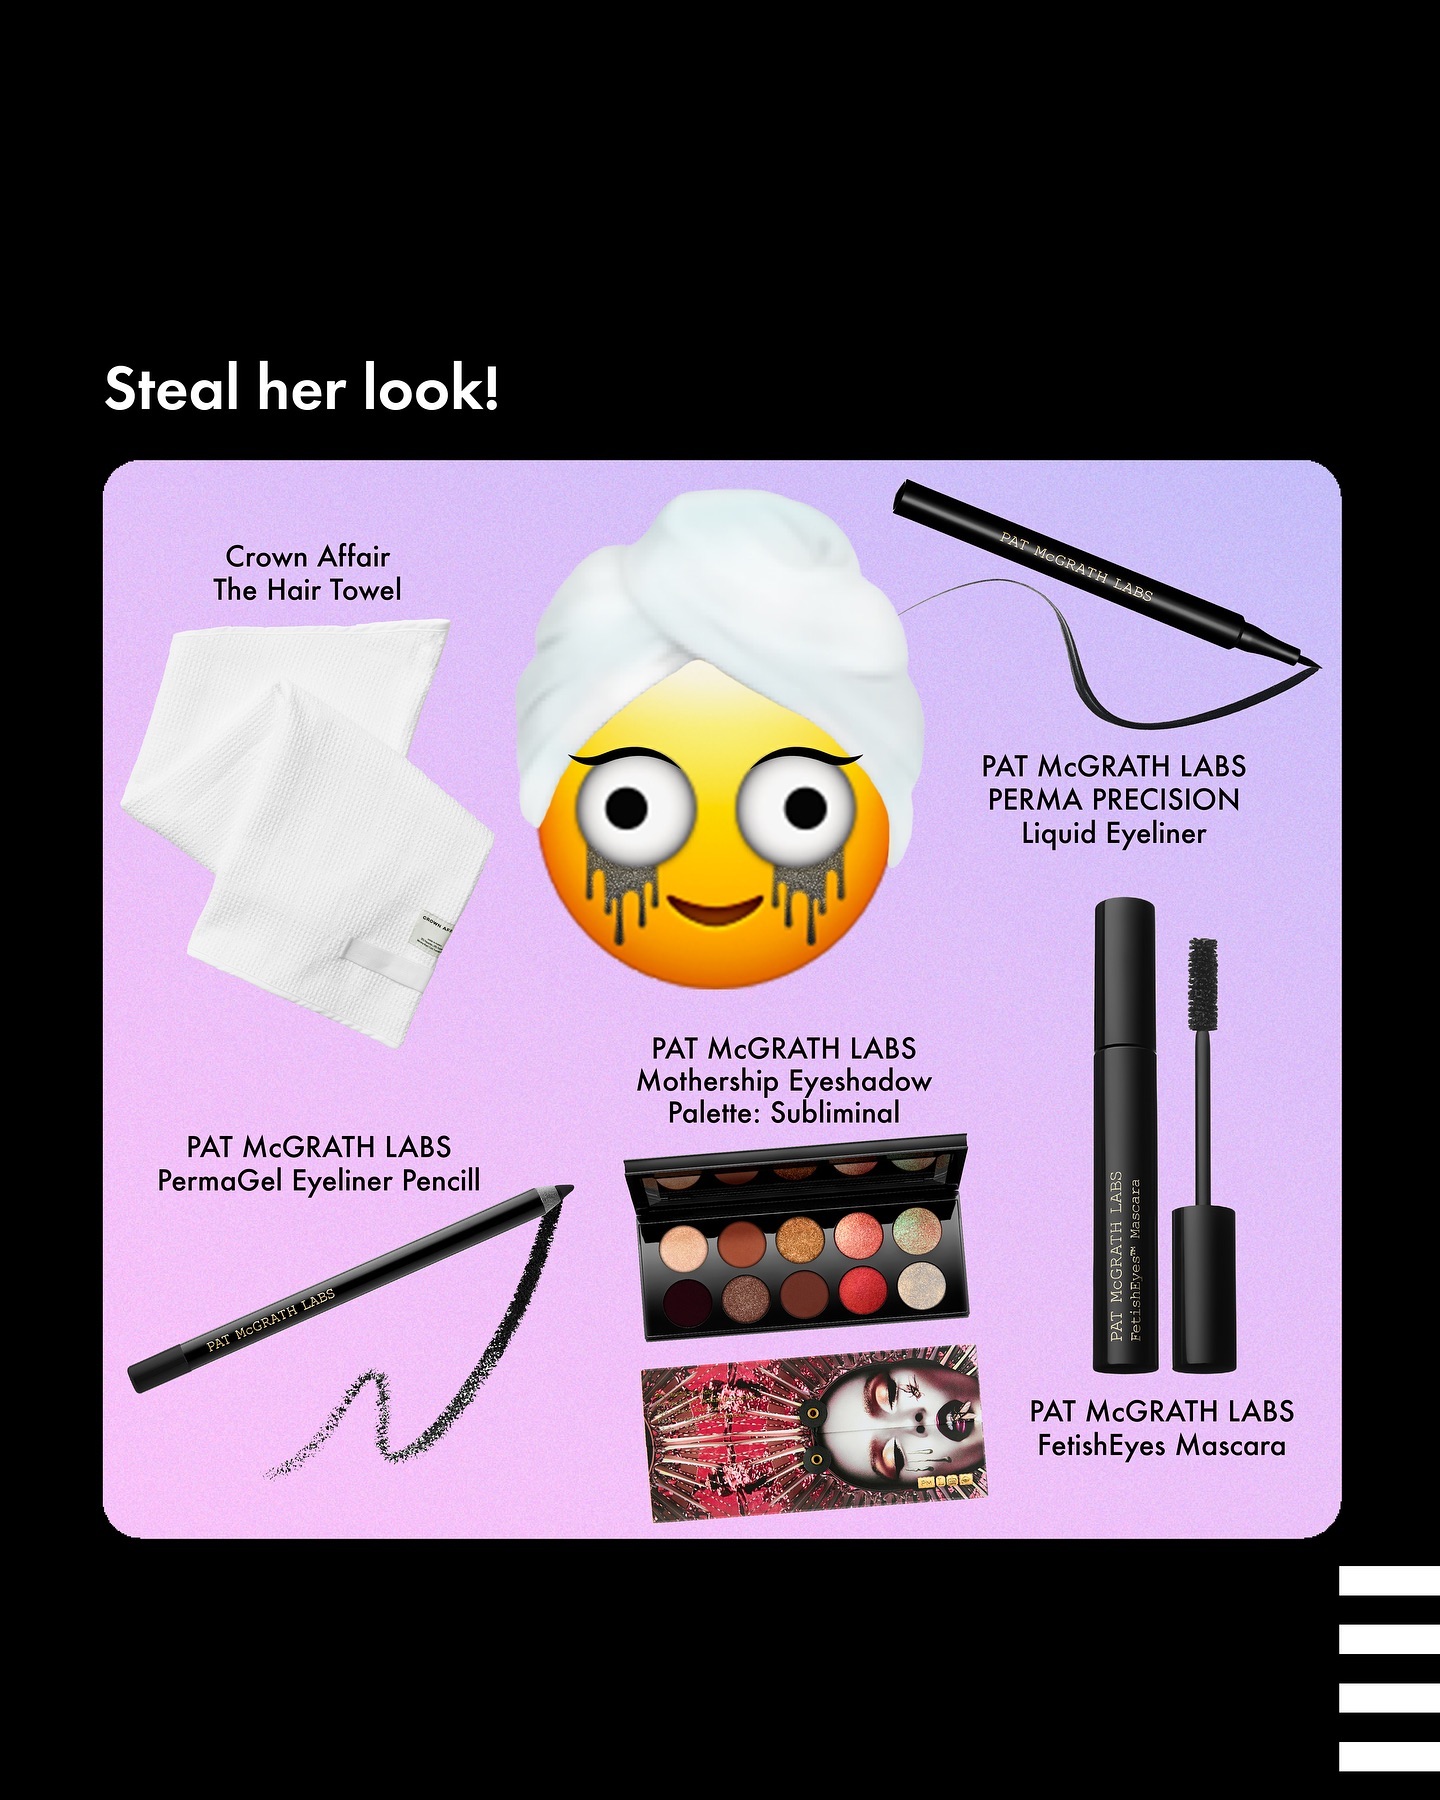 Steal her look!
Crown Affair
The Hair Towel
CROWN AFF
PAT McGRATH LABS
PAT McGRATH LABS
PERMA PRECISION
Liquid Eyeliner
PAT McGRATH LABS
Mothership Eyeshadow
Palette: Subliminal
PAT McGRATH LABS
PermaGel Eyeliner Pencill
PAT McGRATH LABS
PAT McGRATH LABS
FetishEyes™ Mascara
PAT McGRATH LABS
FetishEyes Mascara